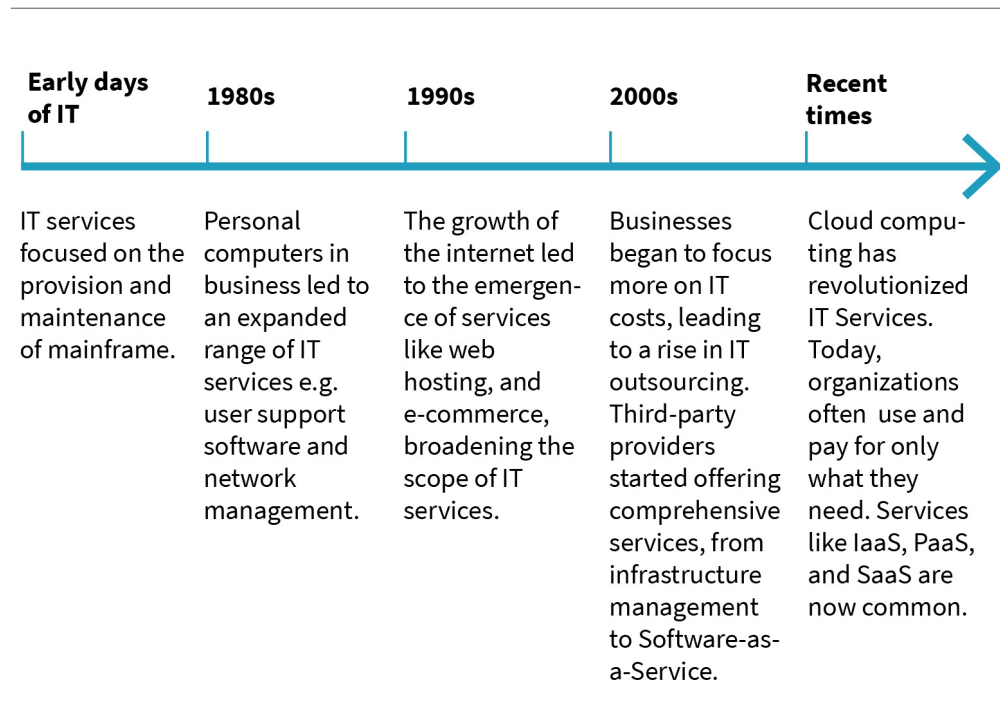 Early days
of IT
1980s
1990s
2000s
Recent
times
IT services
focused on the
provision and
maintenance
of mainframe.
Personal
computers in
business led to
an expanded
range of IT
services e.g.
user support
software and
network
management.
The growth of
the internet led
to the emergen-
ce of services
like web
hosting, and
e-commerce,
broadening the
scope of IT
services.
Businesses
began to focus
more on IT
costs, leading
to a rise in IT
outsourcing.
Third-party
providers
started offering
comprehensive
services, from
infrastructure
management
to Software-as-
a-Service.
Cloud compu-
ting has
revolutionized
IT Services.
Today,
organizations
often  use and
pay for only
what they
need. Services
like IaaS, PaaS,
and SaaS are
now common.